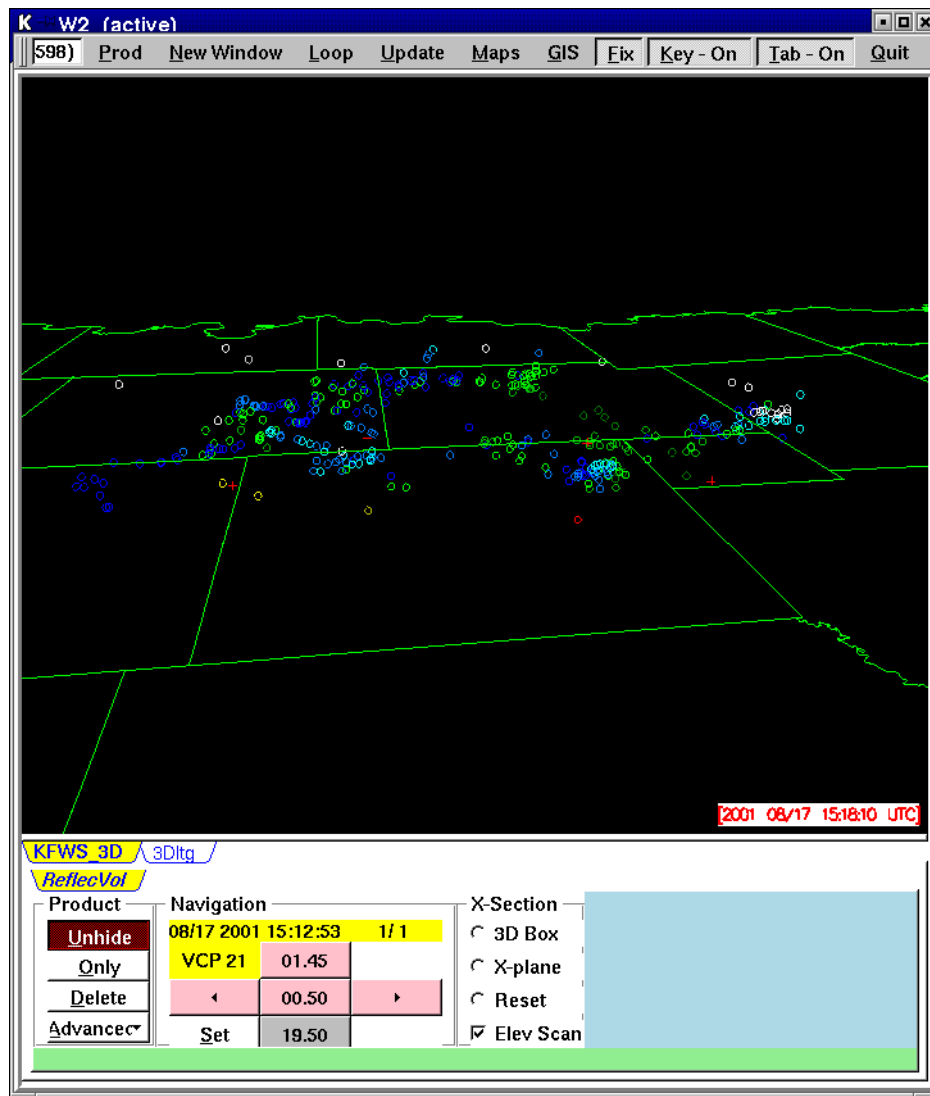 K W2 (active)
598) Prod New Window Loop Update Maps GIS Fix Key - On Tab - On Quit
[2001 08/17 15:18:10 UTC]
KFWS_3D 3Dltg
ReflecVol
Product Navigation X-Section
Unhide 08/17 2001 15:12:53 1/ 1 3D Box
Only VCP 21 01.45 X-plane
Delete 00.50 Reset
Advancec Set 19.50 Elev Scan